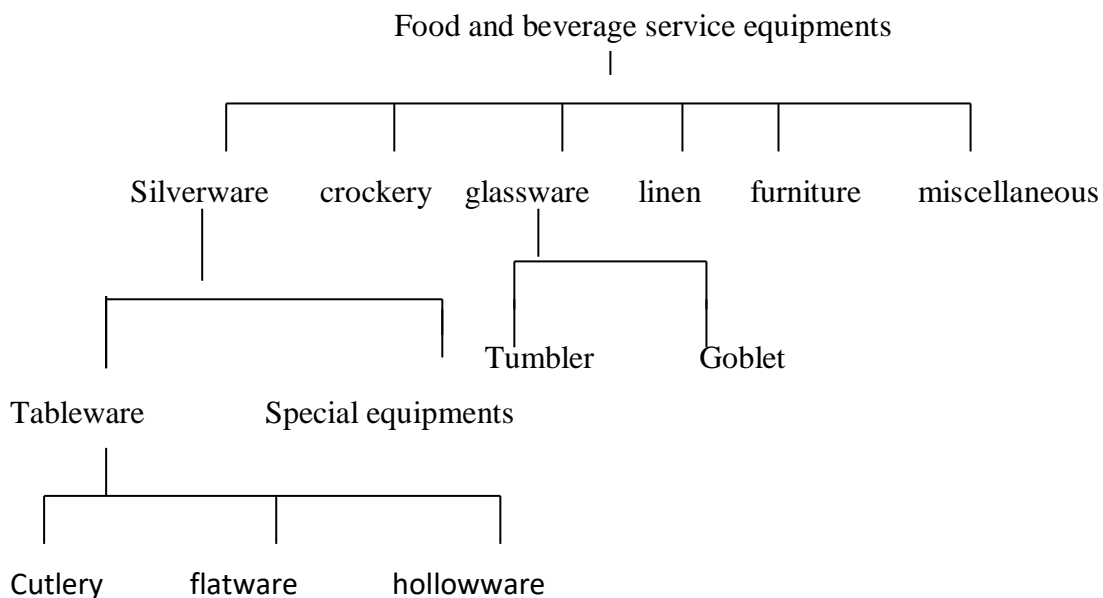 Food and beverage service equipments
Silverware crockery glassware linen furniture miscellaneous
Tumbler Goblet
Tableware Special equipments
Cutlery flatware hollowware